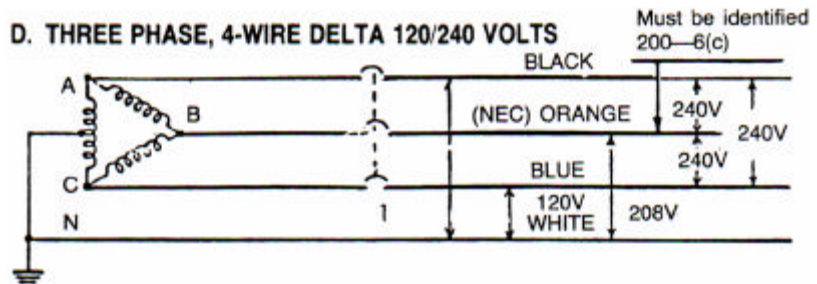 D. THREE PHASE, 4-WIRE DELTA 120/240 VOLTS
Must be identified
200—6(c)
BLACK
A
B
(NEC) ORANGE
240V
240V
240V
BLUE
C
120V
208V
N
1
WHITE